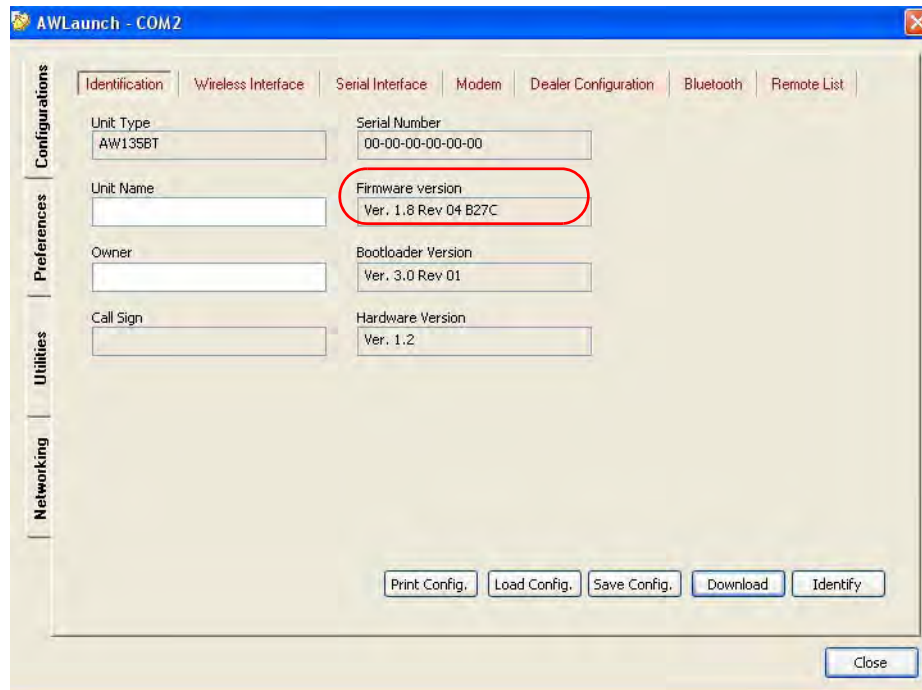 AWLaunch - COM2
Configurations
Preferences
Utilities
Networking
Identification Wireless Interface Serial Interface Modem Dealer Configuration Bluetooth Remote List
Unit Type Serial Number
AW135BT 00-00-00-00-00-00
Unit Name Firmware version
Ver. 1.8 Rev 04 B27C
Owner Bootloader Version
Ver. 3.0 Rev 01
Call Sign Hardware Version
Ver. 1.2
Print Config. Load Config. Save Config. Download Identify
Close